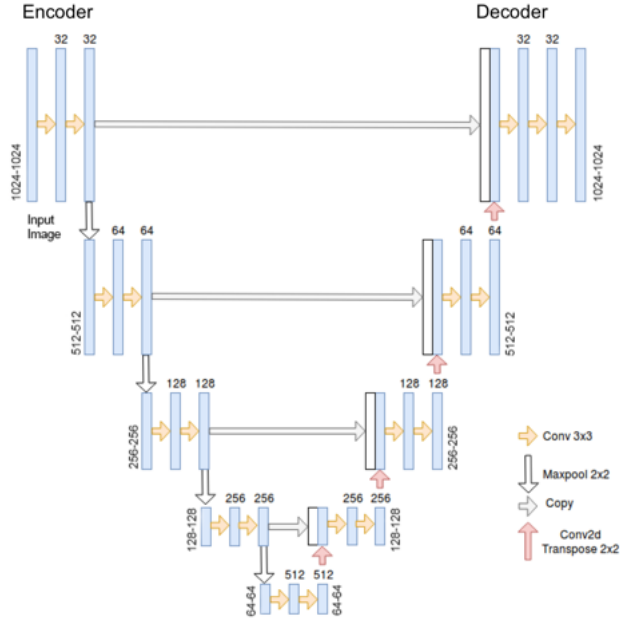 Encoder
Decoder
32 32
32 32
1024-1024
1024-1024
Input
Image
64 64
64 64
512-512
512-512
128 128
128 128
256-256
256-256
256 256
256 256
128-128
128-128
512 512
64-64
64-64
Conv 3x3
Maxpool 2x2
Copy
Conv2d
Transpose 2x2